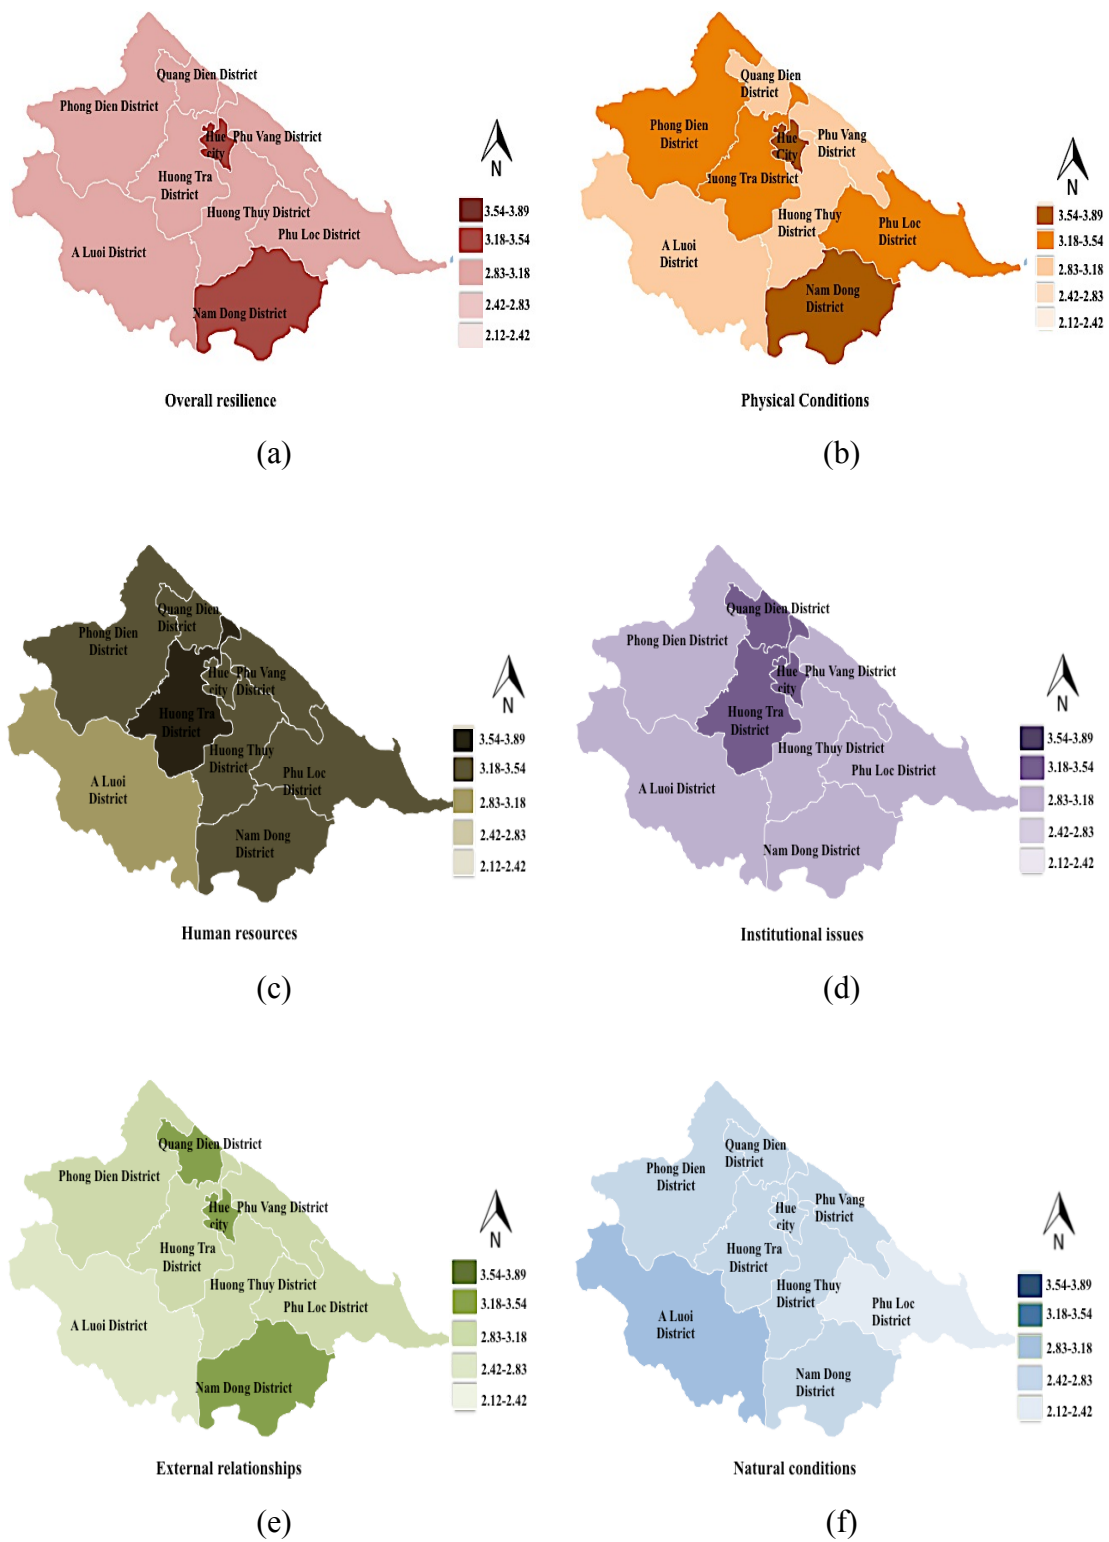 Quang Dien District
Phong Dien District
Hue
city
Phu Vang District
Huong Tra
District
Huong Thuy District
Phu Loc District
A Luoi District
Nam Dong District
N
3.54-3.89
3.18-3.54
2.83-3.18
2.42-2.83
2.12-2.42
Overall resilience
(a)
Quang Dien
District
Phong Dien
District
Hue
City
Phu Vang
District
uong Tra District
Huong Thuy
District
Phu Loc
District
A Luoi
District
Nam Dong
District
N
3.54-3.89
3.18-3.54
2.83-3.18
2.42-2.83
2.12-2.42
Physical Conditions
(b)
Quang Dien
District
Phong Dien
District
Hue
city
Phu Vang
District
Huong Tra
District
Huong Thuy
District
Phu Loc
District
A Luoi
District
Nam Dong
District
N
3.54-3.89
3.18-3.54
2.83-3.18
2.42-2.83
2.12-2.42
Human resources
(c)
Quang Dien District
Phong Dien District
Hue
city
Phu Vang District
Huong Tra
District
Huong Thuy District
Phu Loc District
A Luoi District
Nam Dong District
N
3.54-3.89
3.18-3.54
2.83-3.18
2.42-2.83
2.12-2.42
Institutional issues
(d)
Quang Dien District
Phong Dien District
Hue
city
Phu Vang District
Huong Tra
District
Huong Thuy District
Phu Loc District
A Luoi District
Nam Dong District
N
3.54-3.89
3.18-3.54
2.83-3.18
2.42-2.83
2.12-2.42
External relationships
(e)
Quang Dien
District
Phong Dien
District
Hue
city
Phu Vang
District
Huong Tra
District
Huong Thuy
District
Phu Loc
District
A Luoi
District
Nam Dong
District
N
3.54-3.89
3.18-3.54
2.83-3.18
2.42-2.83
2.12-2.42
Natural conditions
(f)